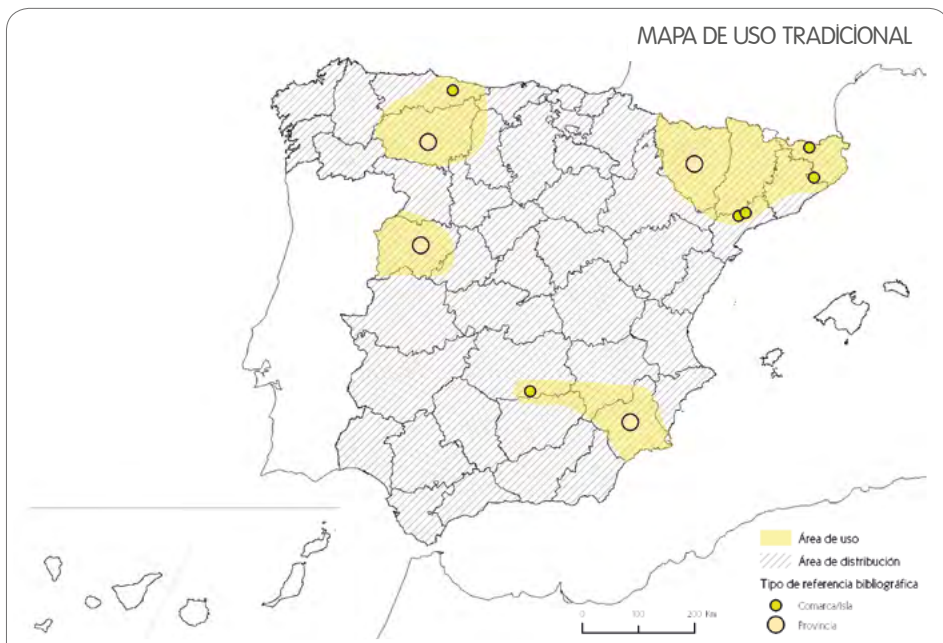 MAPA DE USO TRADICIONAL
Área de uso
Área de distribución
Tipo de referencia bibliográfica
Comarca/Isla
Provincia
0 100 200 Km